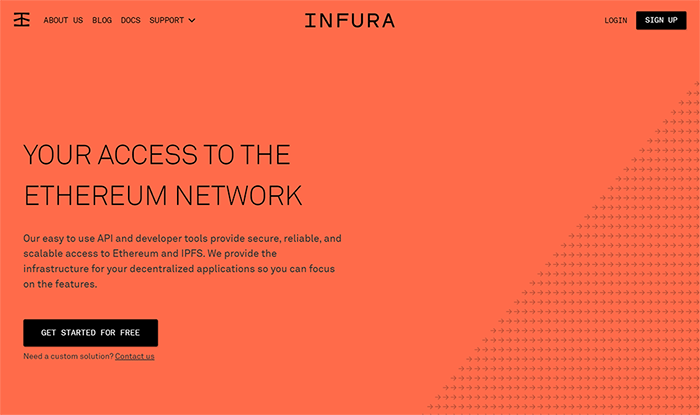 ABOUT US BLOG DOCS SUPPORT INFURA LOGIN SIGN UP
YOUR ACCESS TO THE
ETHEREUM NETWORK
Our easy to use API and developer tools provide secure, reliable, and
scalable access to Ethereum and IPFS. We provide the
infrastructure for your decentralized applications so you can focus
on the features.
GET STARTED FOR FREE
Need a custom solution? Contact us